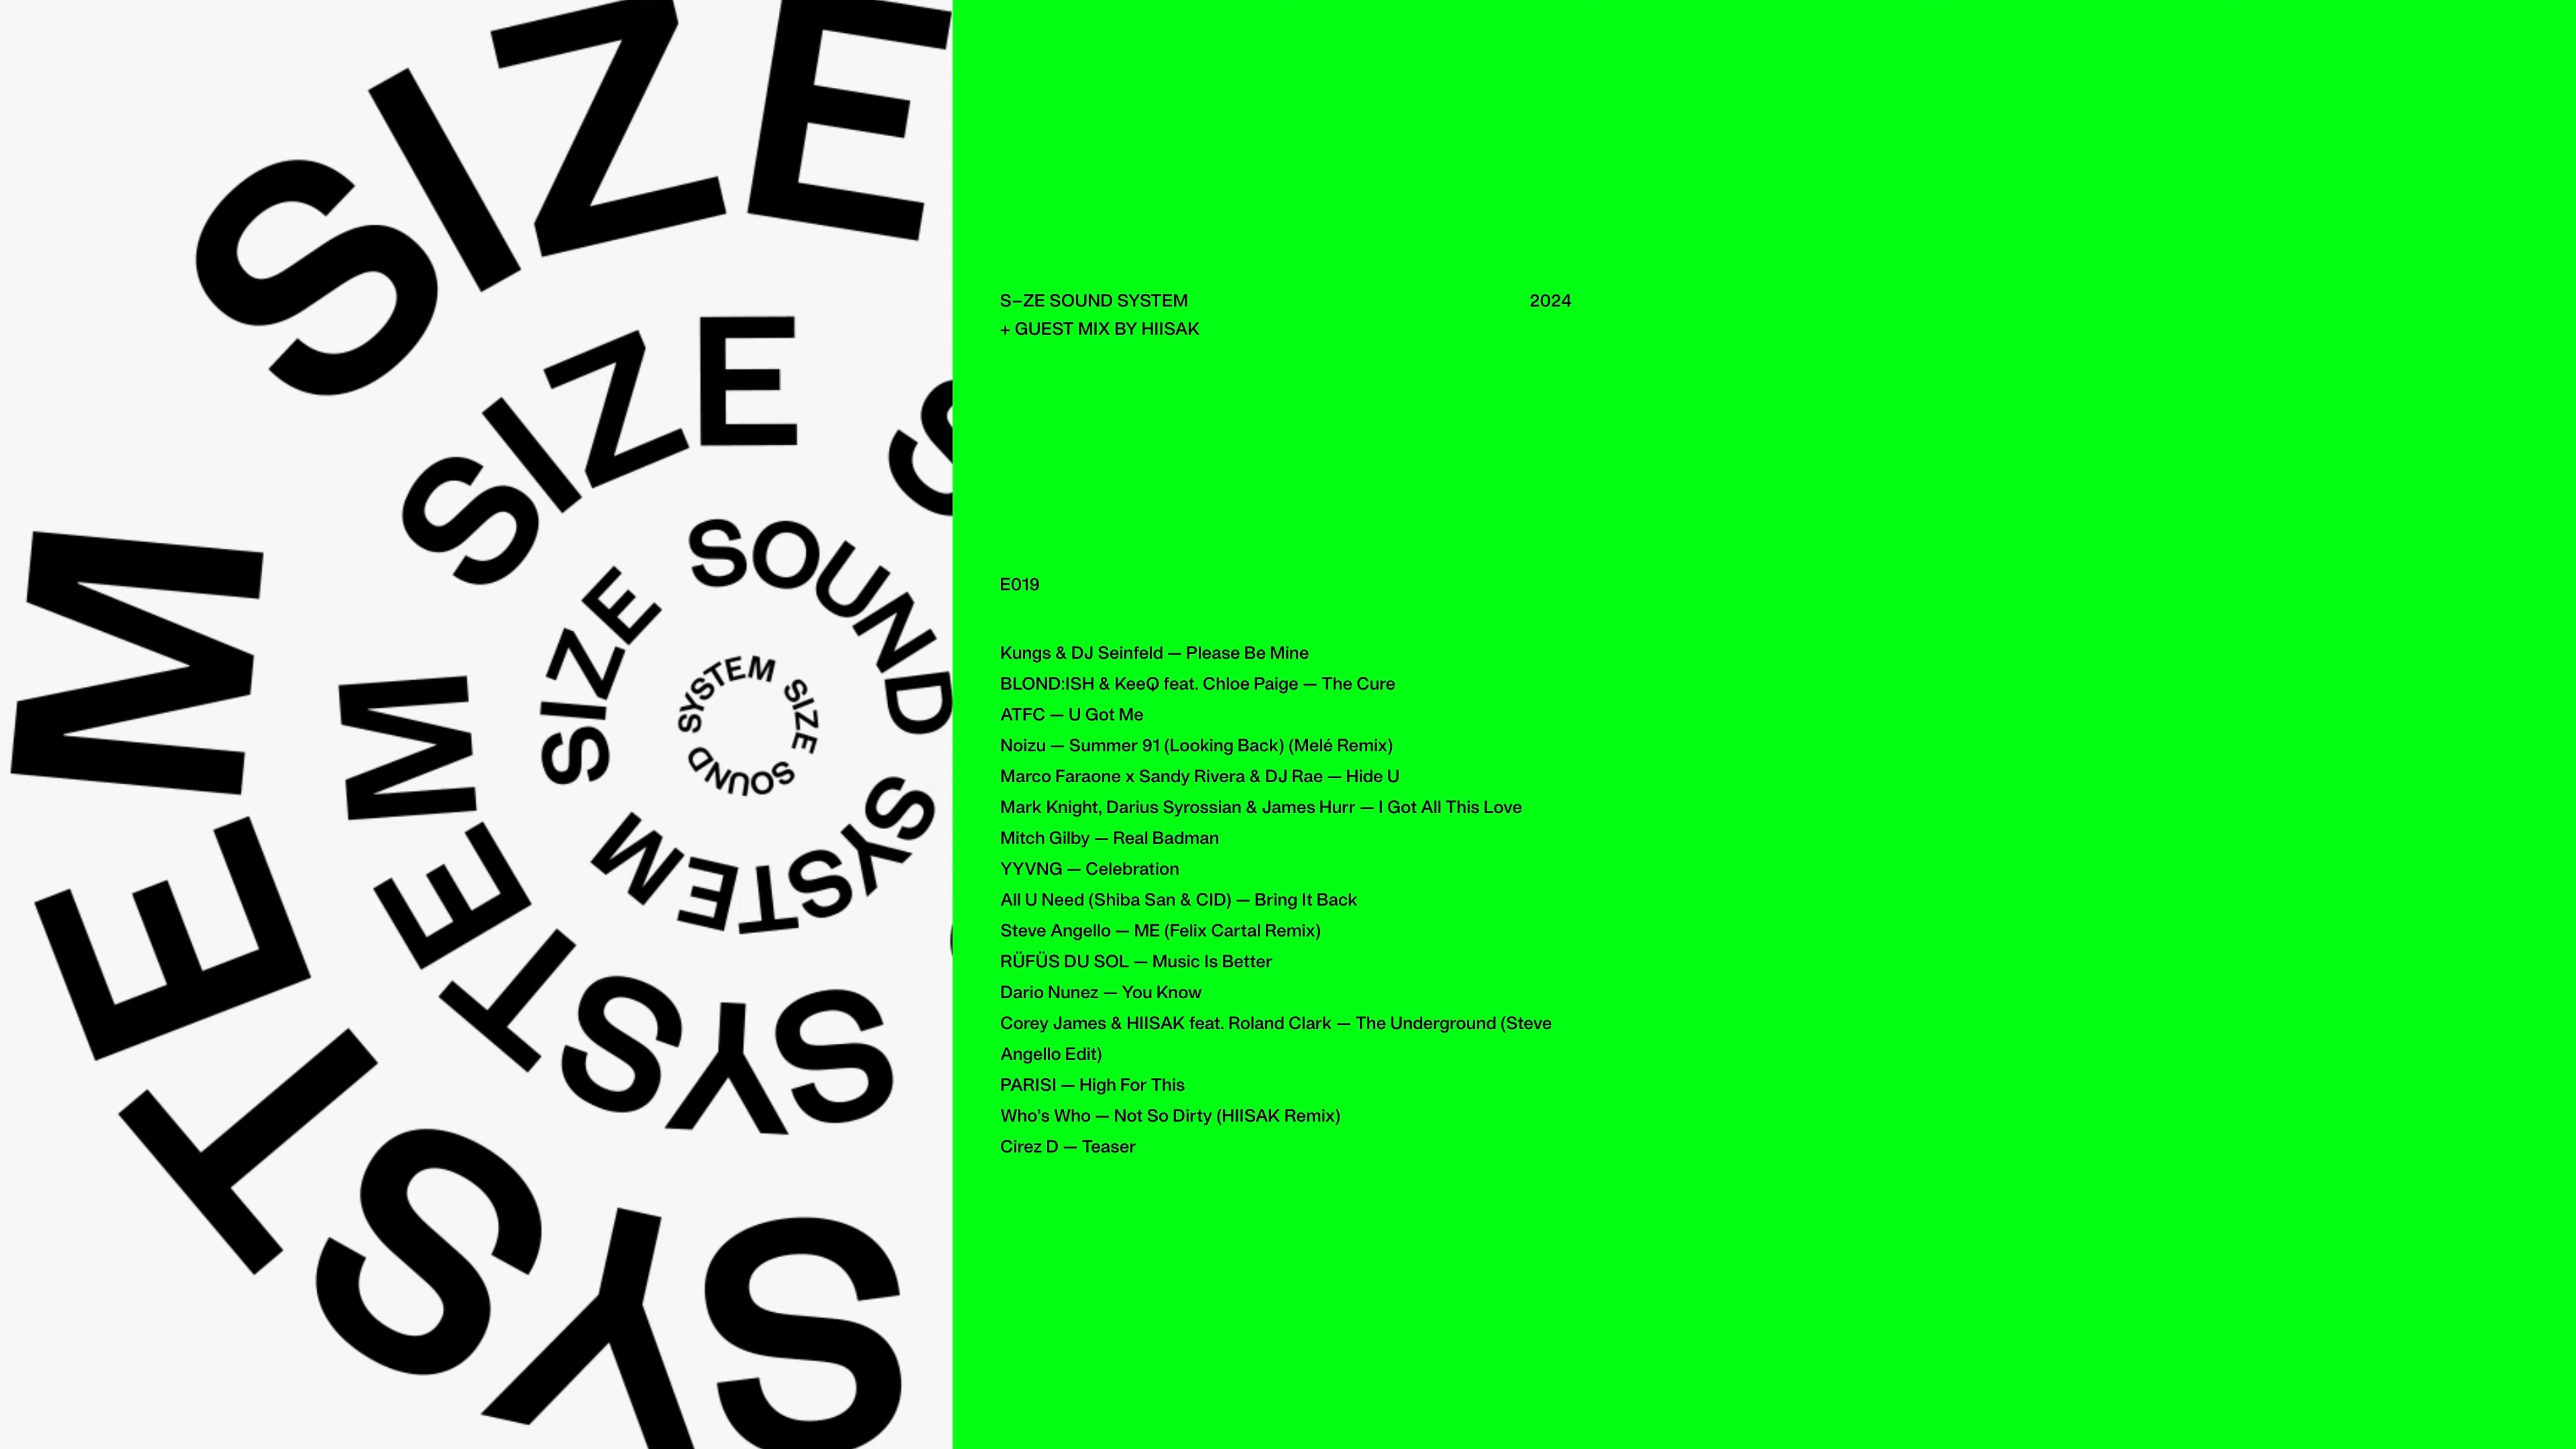 SIZE
SYSTEM
SIZE
S
SYSTEM
SIZE SOUND SYSTEM
SYSTEM SIZE SOUND
S–ZE SOUND SYSTEM
2024
+ GUEST MIX BY HIISAK
E019
Kungs & DJ Seinfeld — Please Be Mine
BLOND:ISH & KeeQ feat. Chloe Paige — The Cure
ATFC — U Got Me
Noizu — Summer 91 (Looking Back) (Melé Remix)
Marco Faraone x Sandy Rivera & DJ Rae — Hide U
Mark Knight, Darius Syrossian & James Hurr — I Got All This Love
Mitch Gilby — Real Badman
YYVNG — Celebration
All U Need (Shiba San & CID) — Bring It Back
Steve Angello — ME (Felix Cartal Remix)
RÜFÜS DU SOL — Music Is Better
Dario Nunez — You Know
Corey James & HIISAK feat. Roland Clark — The Underground (Steve
Angello Edit)
PARISI — High For This
Who’s Who — Not So Dirty (HIISAK Remix)
Cirez D — Teaser